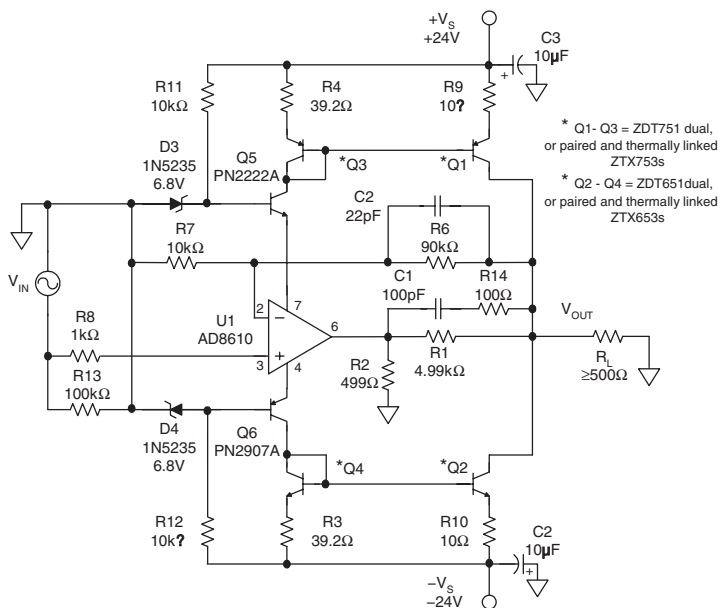 +VS
+24V
C3
10µF
R11
10kΩ
R4
39.2Ω
R9
10?
+
* Q1- Q3 = ZDT751 dual,
or paired and thermally linked
ZTX753s
* Q2 - Q4 = ZDT651dual,
or paired and thermally linked
ZTX653s
D3
1N5235
6.8V
Q5
PN2222A
*Q3
*Q1
C2
22pF
R7
10kΩ
R6
90kΩ
C1
100pF
R14
100Ω
VIN
R8
1kΩ
U1
AD8610
2
−
7
6
+
3
4
R1
4.99kΩ
R2
499Ω
VOUT
RL
≥500Ω
R13
100kΩ
D4
1N5235
6.8V
Q6
PN2907A
*Q4
*Q2
R12
10k?
R3
39.2Ω
R10
10Ω
C2
10µF
+
−VS
−24V